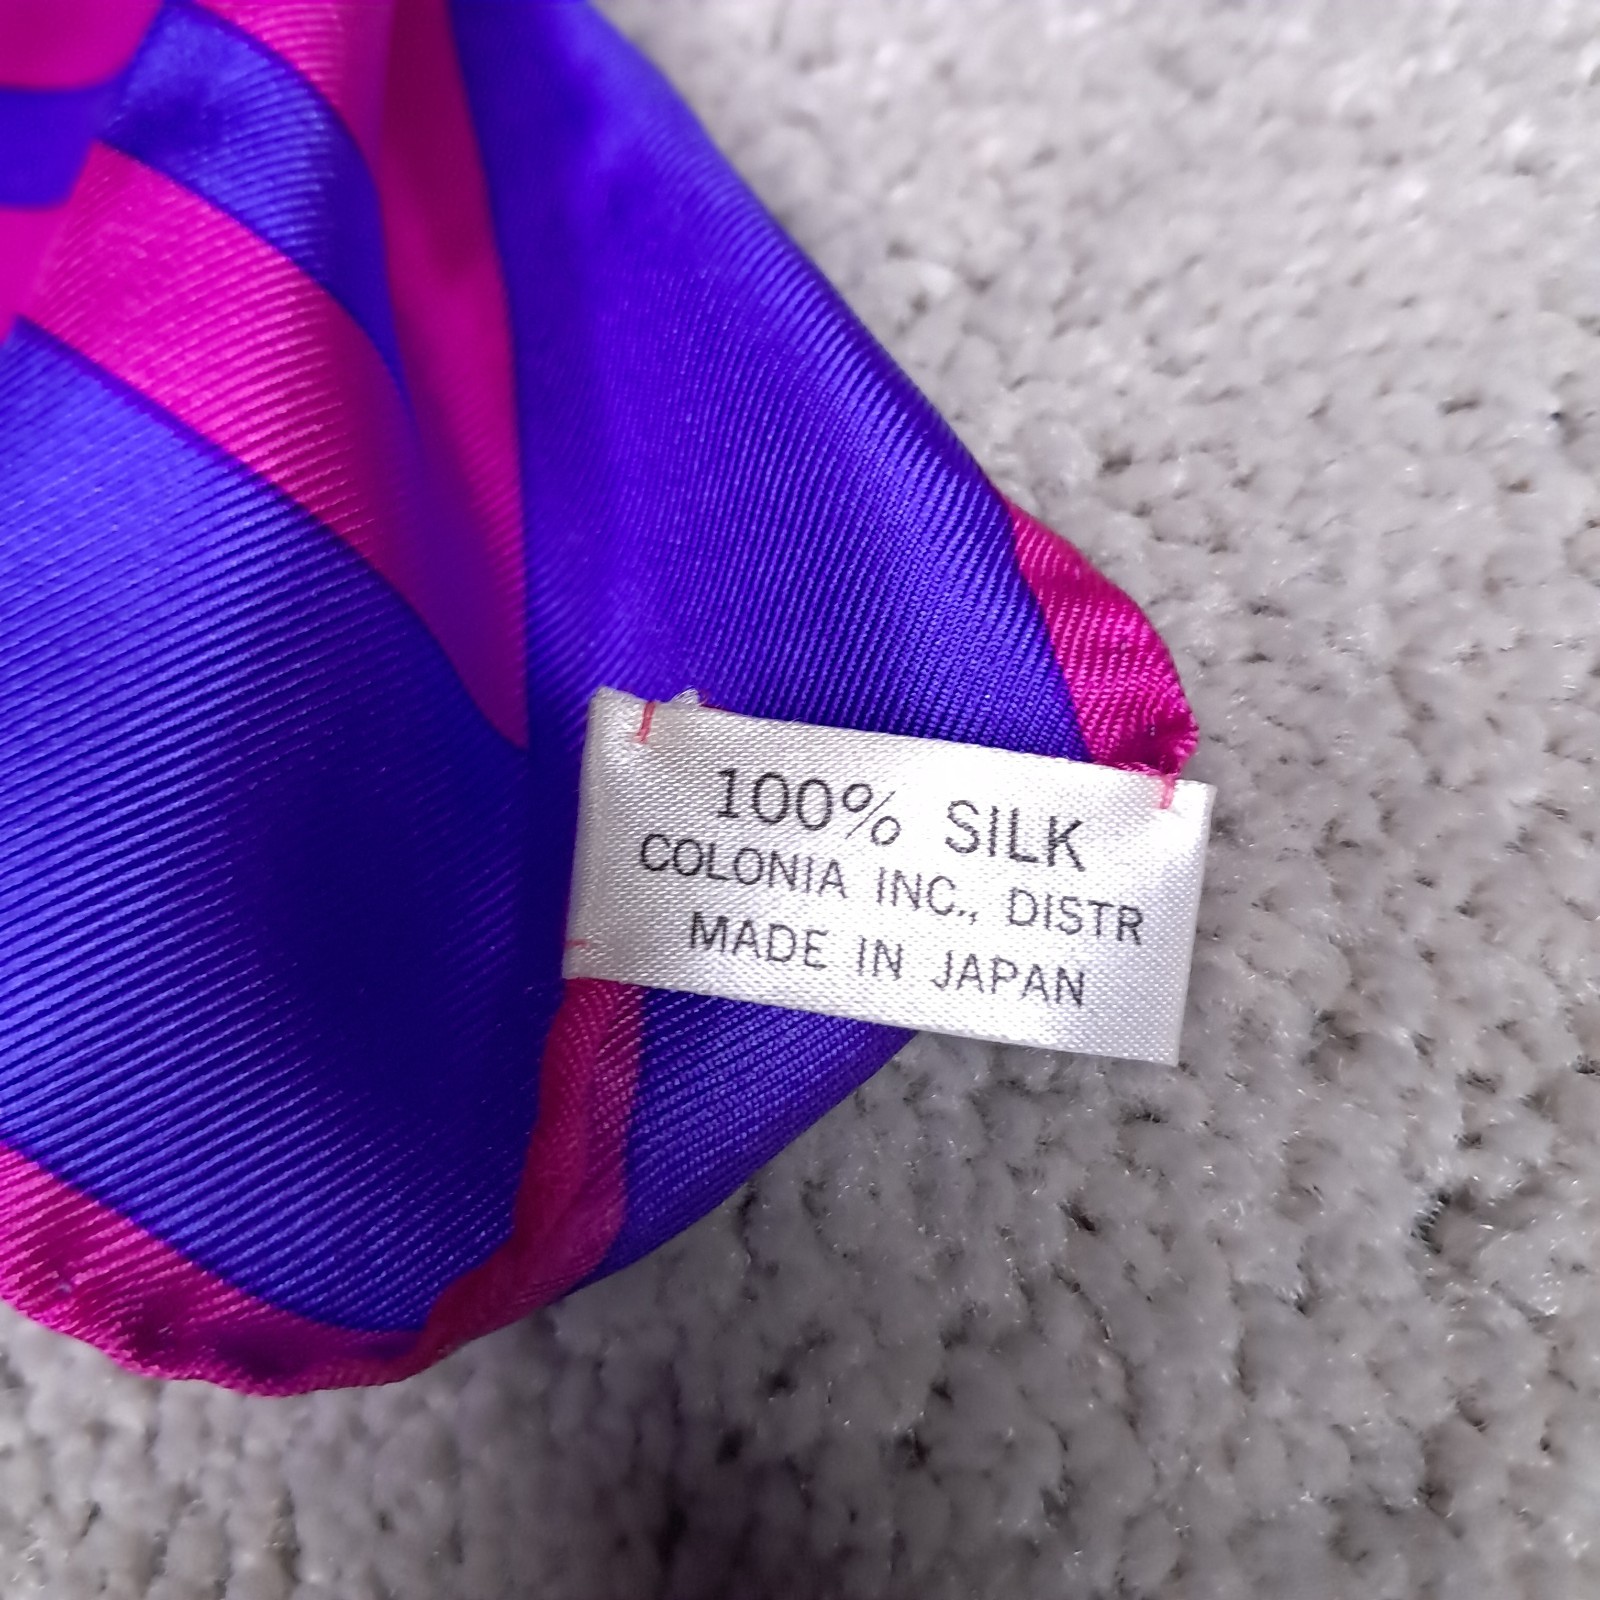 100% SILK
COLONIA INC., DISTR
MADE IN JAPAN